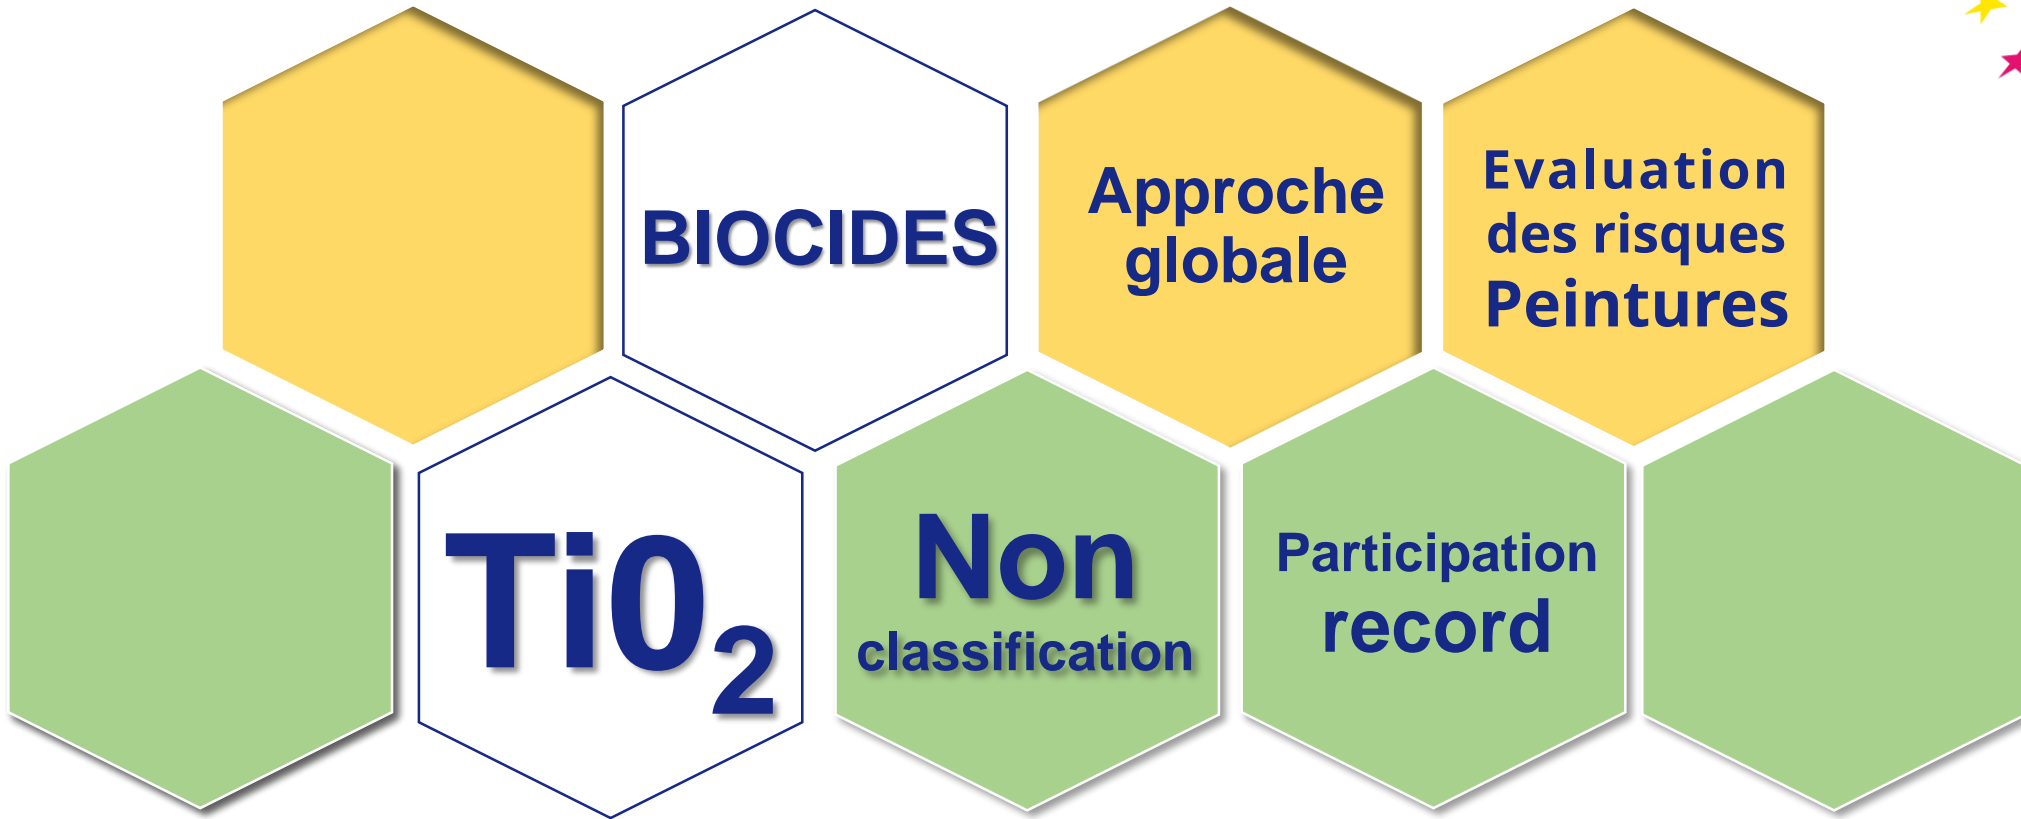 BIOCIDES
Approche
globale
Evaluation
des risques
Peintures
Ti0₂
Non
classification
Participation
record